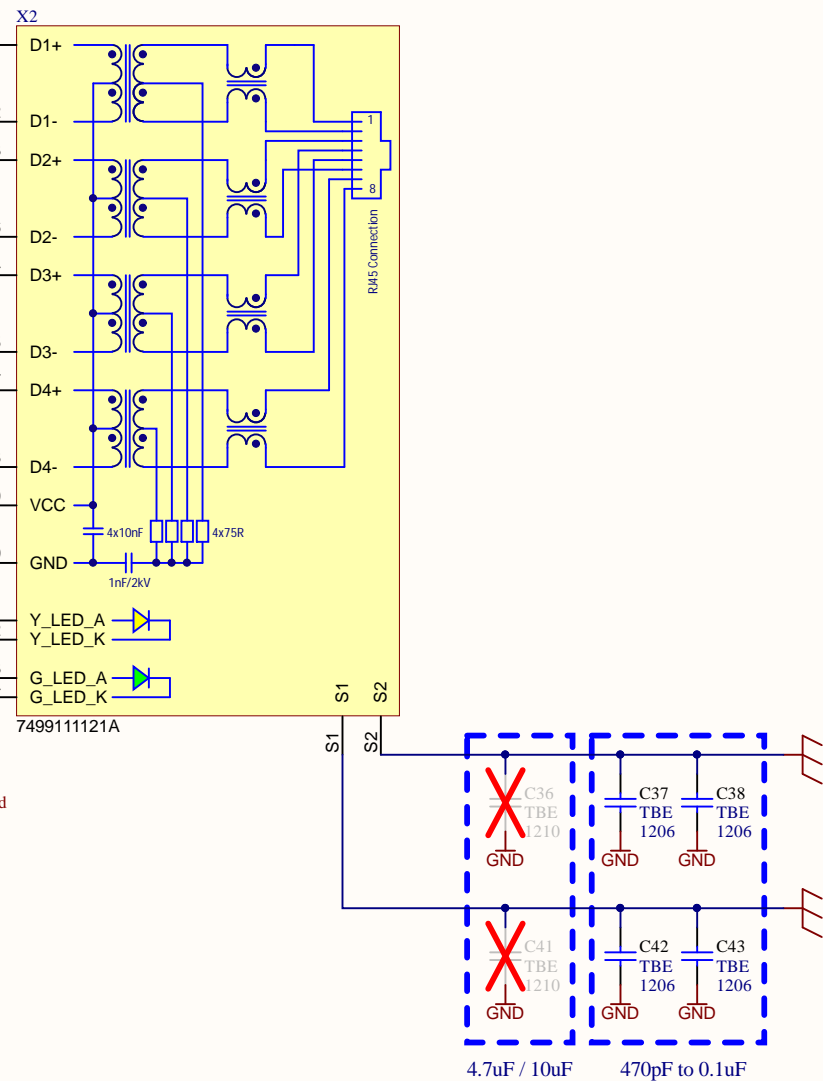 X2
D1+
D1-
D2+
D2-
D3+
D3-
D4+
D4-
VCC
GND
1
8
RJ45 Connection
4x10nF
4x75R
1nF/2kV
Y_LED_A
Y_LED_K
G_LED_A
G_LED_K
S1
S2
7499111121A
S1
S2
d
C36
TBE
1210
GND
C37
TBE
1206
GND
C38
TBE
1206
GND
C41
TBE
1210
GND
C42
TBE
1206
GND
C43
TBE
1206
GND
4.7uF / 10uF
470pF to 0.1uF